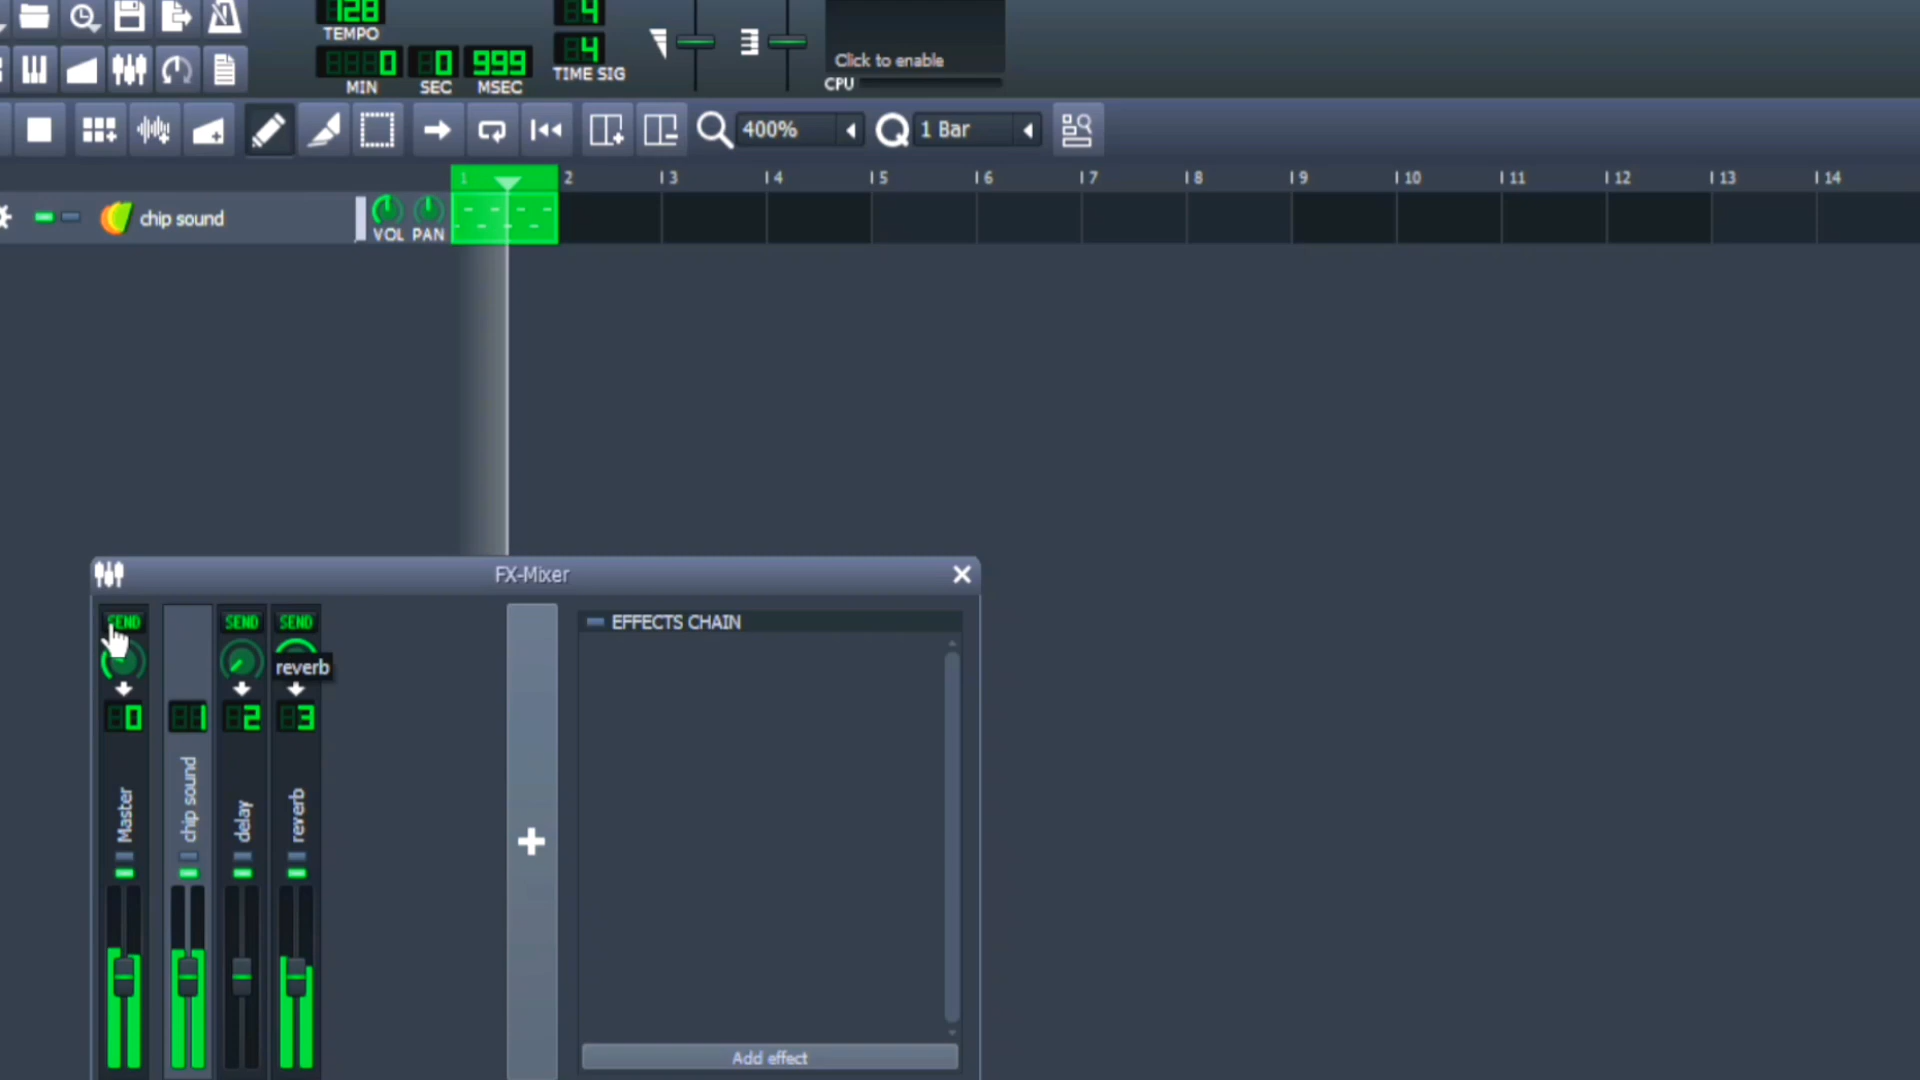 128
4
TEMPO
0 0 999
4
MIN SEC MSEC
TIME SIG
Click to enable
CPU
400%
1 Bar
1 2 3 4 5 6 7 8 9 10 11 12 13 14
chip sound
VOL PAN
FX-Mixer
SEND SEND SEND
EFFECTS CHAIN
reverb
0 1 2 3
Master
chip sound
delay
reverb
Add effect